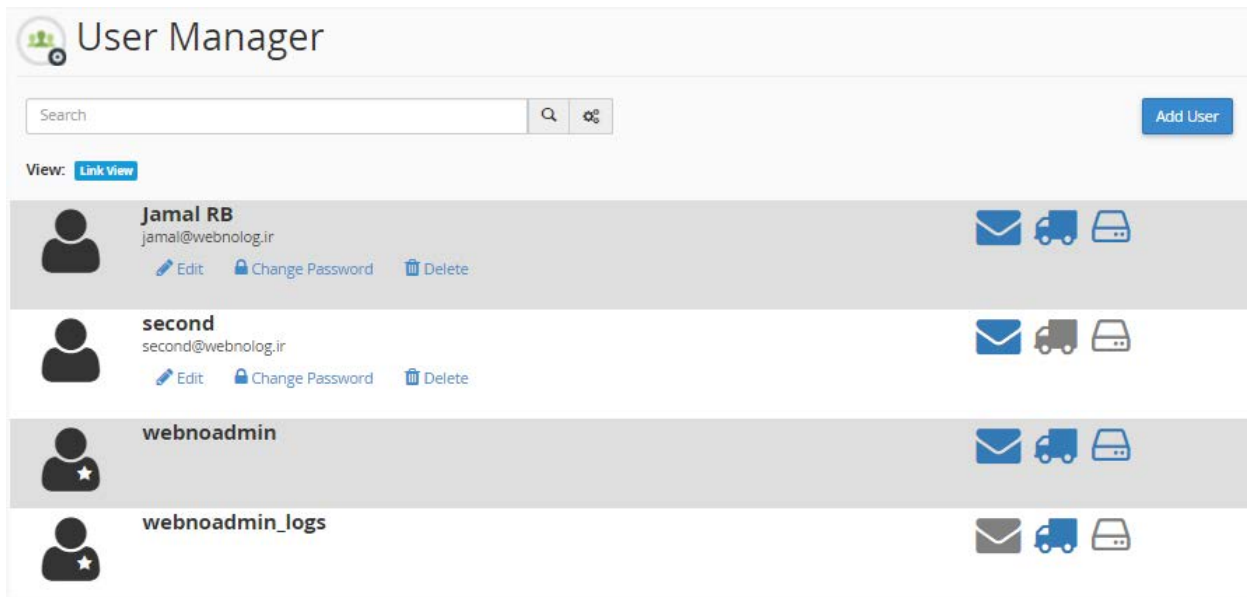 User Manager
Search
Add User
View: Link View
Jamal RB
jamal@webnolog.ir
Edit Change Password Delete
second
second@webnolog.ir
Edit Change Password Delete
webnoadmin
webnoadmin_logs